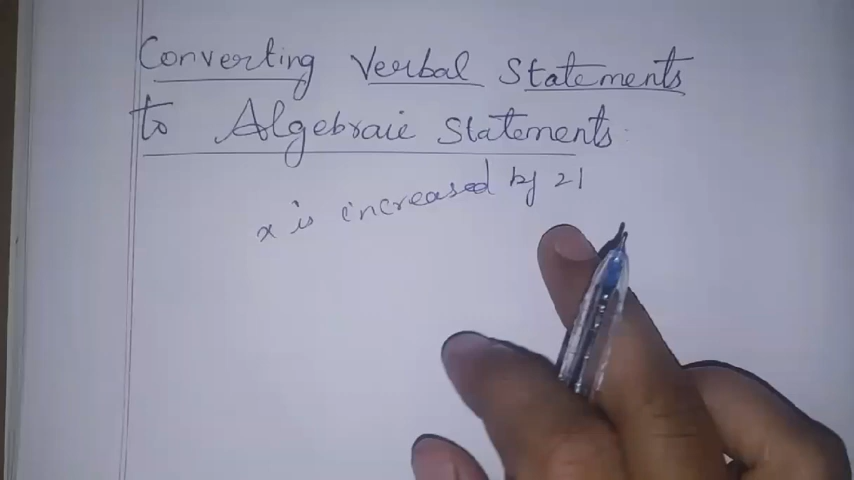 Converting Verbal Statements
to Algebraic Statements
x is increased by 21